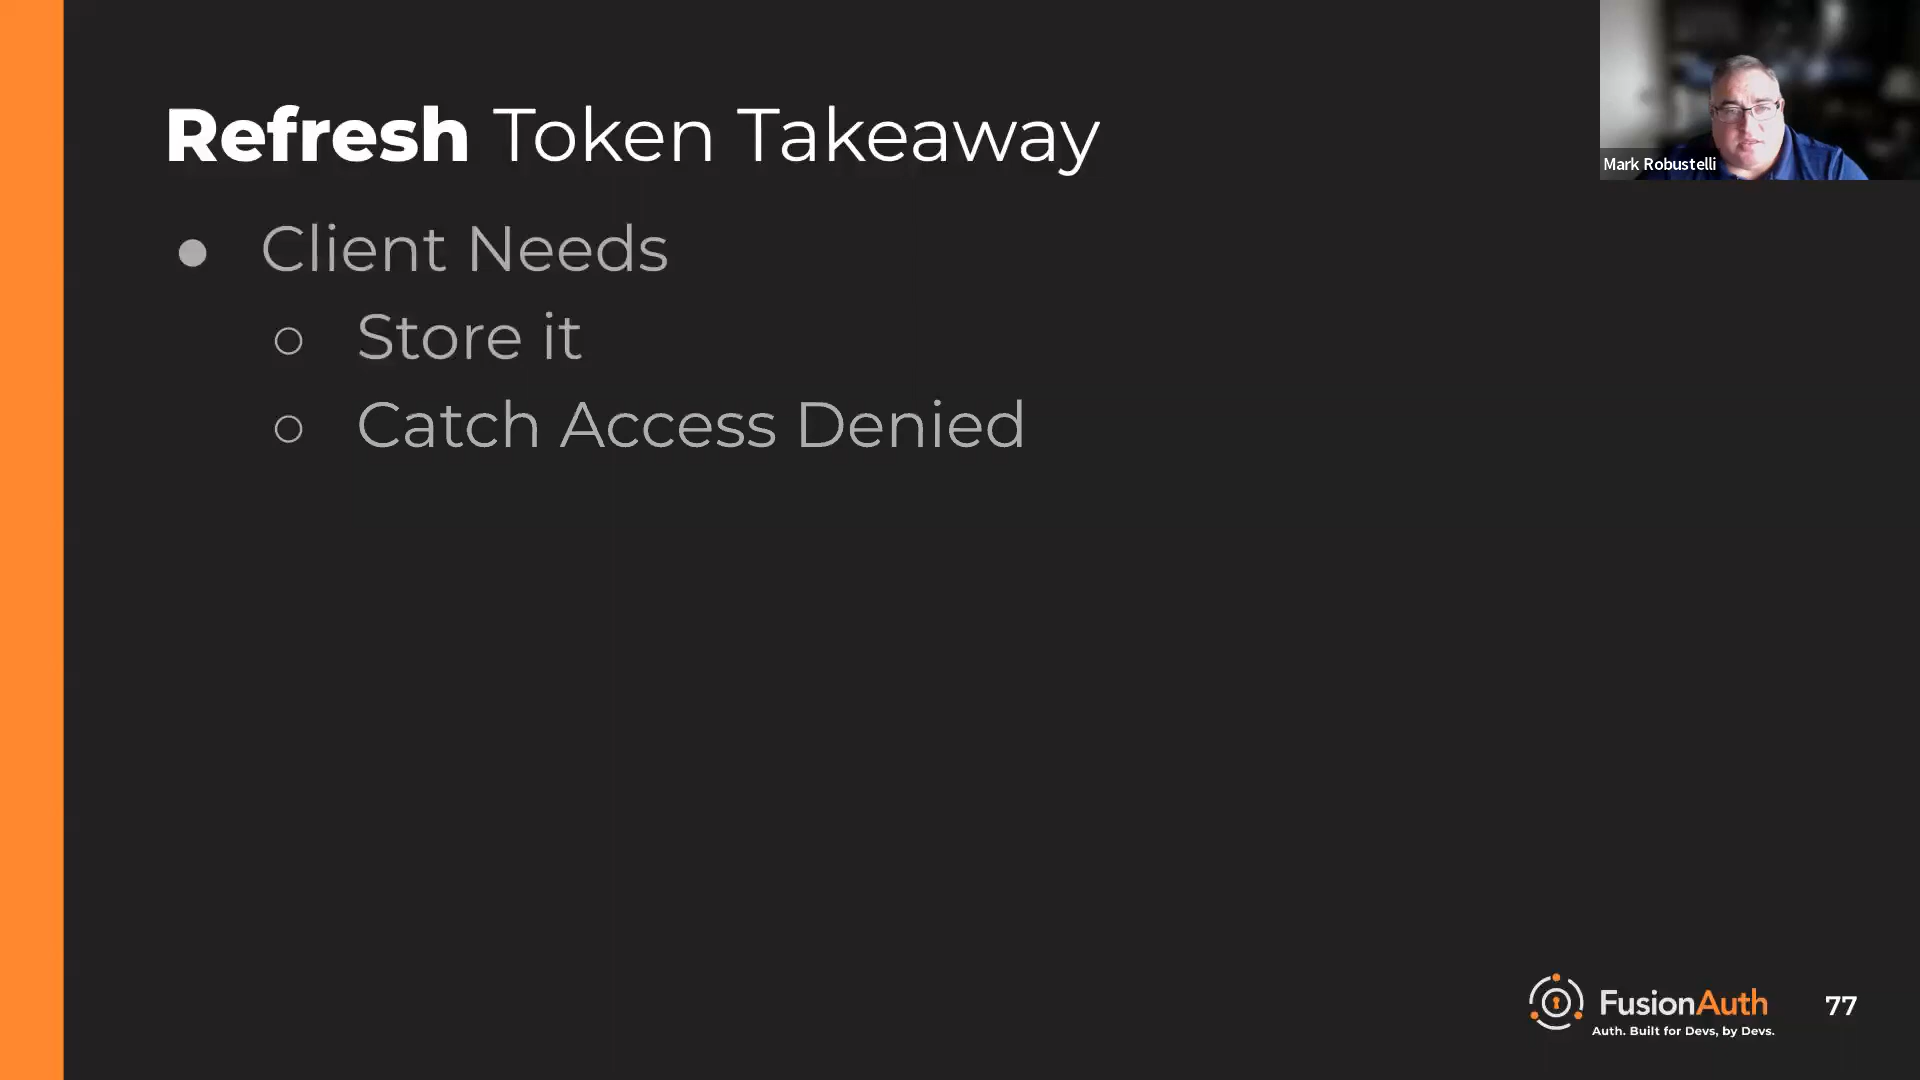 Refresh Token Takeaway
Mark Robustelli
● Client Needs
○ Store it
○ Catch Access Denied
FusionAuth
Auth. Built for Devs, by Devs.
77